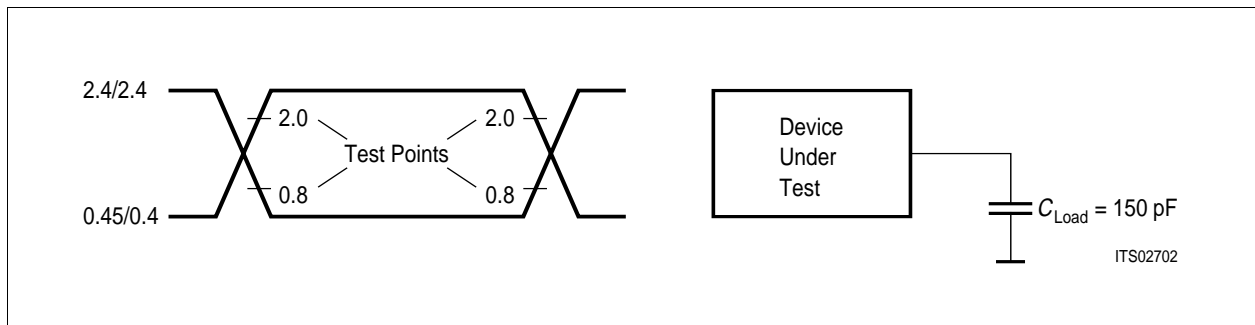 2.4/2.4
2.0
2.0
Test Points
0.8
0.8
0.45/0.4
Device
Under
Test
CLoad = 150 pF
ITS02702